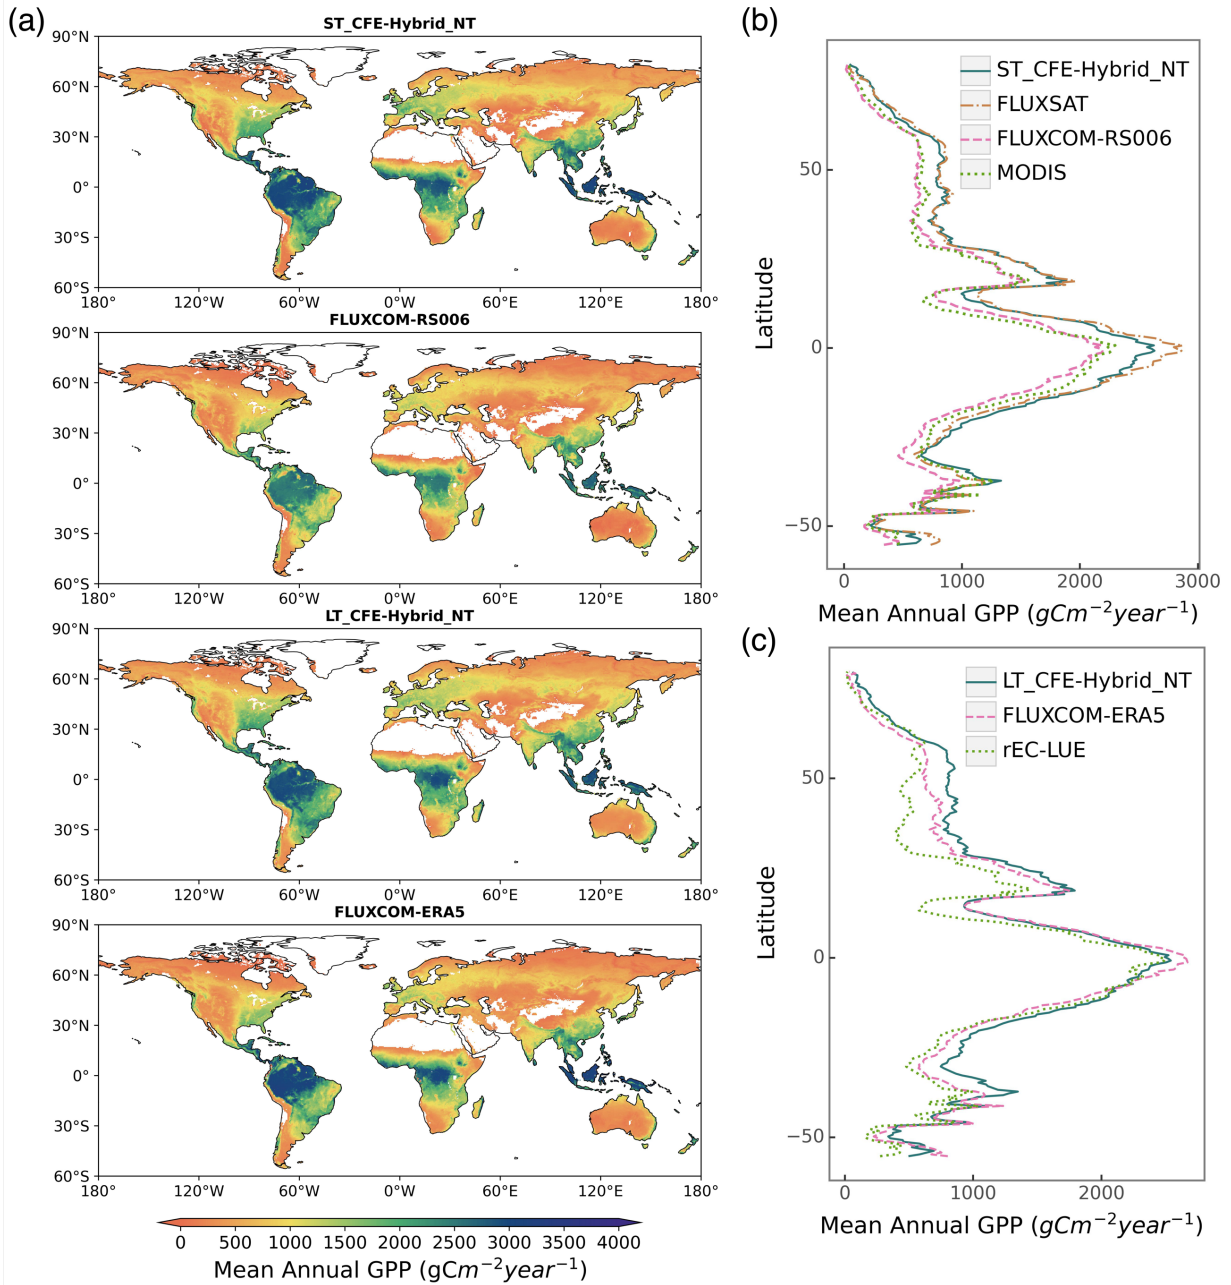 (a)
ST_CFE-Hybrid_NT
90°N
60°N
30°N
0°
30°S
60°S
180° 120°W 60°W 0°W 60°E 120°E 180°
FLUXCOM-RS006
90°N
60°N
30°N
0°
30°S
60°S
180° 120°W 60°W 0°W 60°E 120°E 180°
LT_CFE-Hybrid_NT
90°N
60°N
30°N
0°
30°S
60°S
180° 120°W 60°W 0°W 60°E 120°E 180°
FLUXCOM-ERA5
90°N
60°N
30°N
0°
30°S
60°S
180° 120°W 60°W 0°W 60°E 120°E 180°
0 500 1000 1500 2000 2500 3000 3500 4000
Mean Annual GPP (gCm⁻²year⁻¹)
(b)
ST_CFE-Hybrid_NT
FLUXSAT
FLUXCOM-RS006
MODIS
Latitude
50
0
−50
0 1000 2000 3000
Mean Annual GPP (gCm⁻²year⁻¹)
(c)
LT_CFE-Hybrid_NT
FLUXCOM-ERA5
rEC-LUE
Latitude
50
0
−50
0 1000 2000
Mean Annual GPP (gCm⁻²year⁻¹)